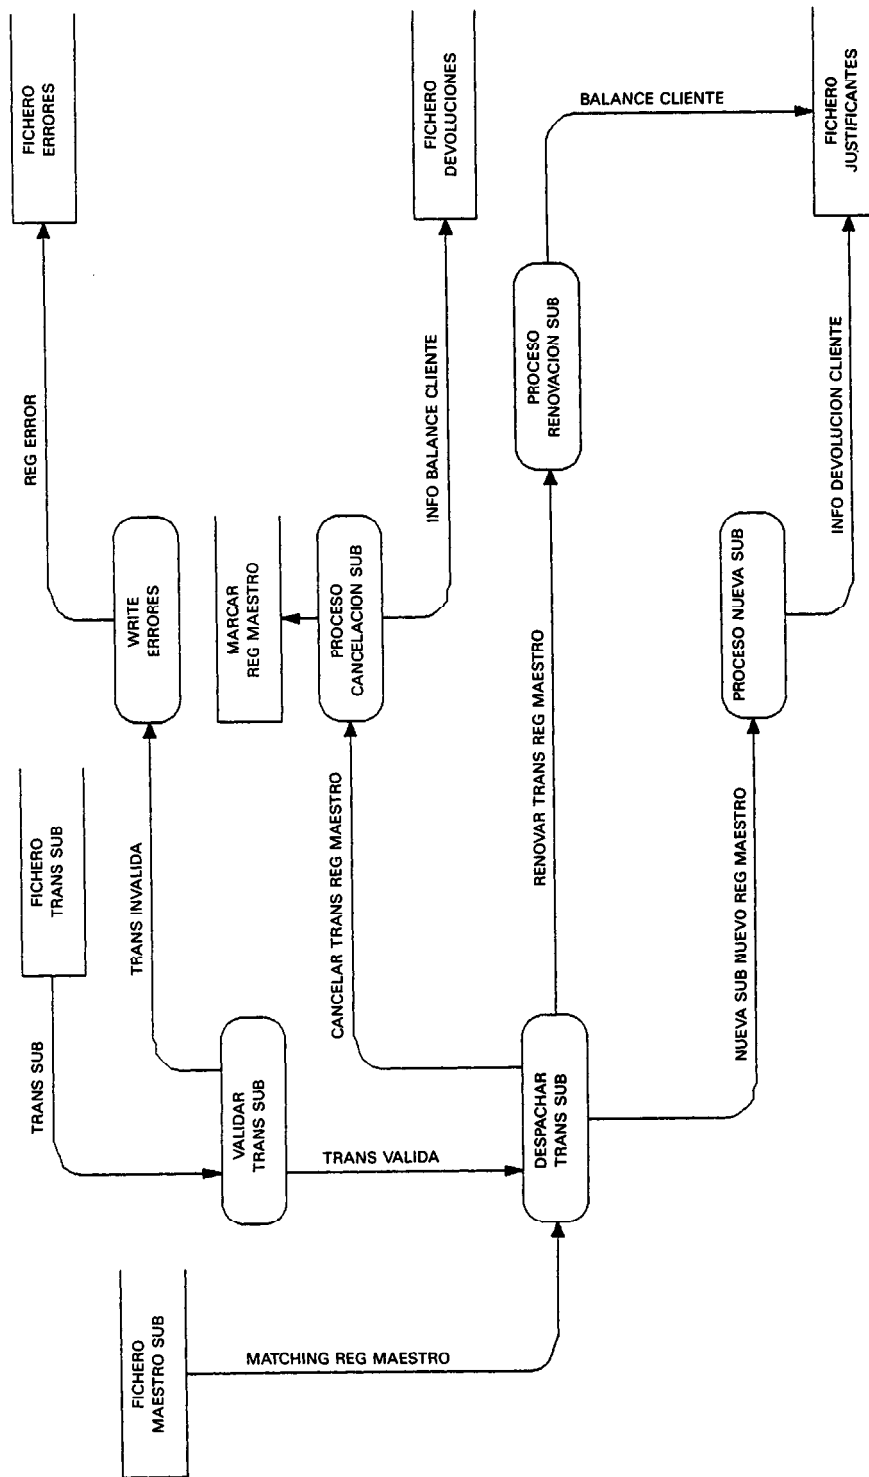 FICHERO
MAESTRO SUB
MATCHING REG MAESTRO
TRANS SUB
FICHERO
TRANS SUB
VALIDAR
TRANS SUB
TRANS INVALIDA
TRANS VALIDA
WRITE
ERRORES
REG ERROR
FICHERO
ERRORES
DESPACHAR
TRANS SUB
CANCELAR TRANS REG MAESTRO
MARCAR
REG MAESTRO
PROCESO
CANCELACION SUB
INFO BALANCE CLIENTE
FICHERO
DEVOLUCIONES
RENOVAR TRANS REG MAESTRO
PROCESO
RENOVACION SUB
BALANCE CLIENTE
NUEVA SUB NUEVO REG MAESTRO
PROCESO NUEVA SUB
INFO DEVOLUCION CLIENTE
FICHERO
JUSTIFICANTES